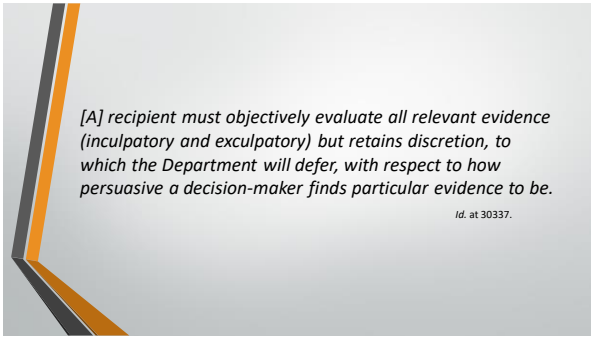 [A] recipient must objectively evaluate all relevant evidence
(inculpatory and exculpatory) but retains discretion, to
which the Department will defer, with respect to how
persuasive a decision-maker finds particular evidence to be.
Id. at 30337.